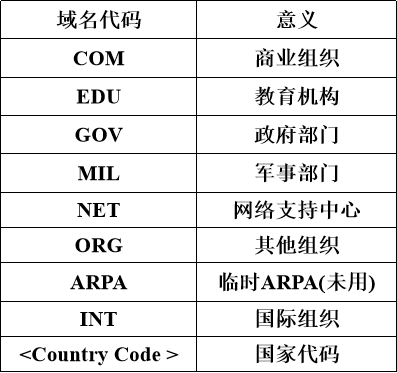 域名代码 意义
COM 商业组织
EDU 教育机构
GOV 政府部门
MIL 军事部门
NET 网络支持中心
ORG 其他组织
ARPA 临时ARPA(未用)
INT 国际组织
<Country Code > 国家代码